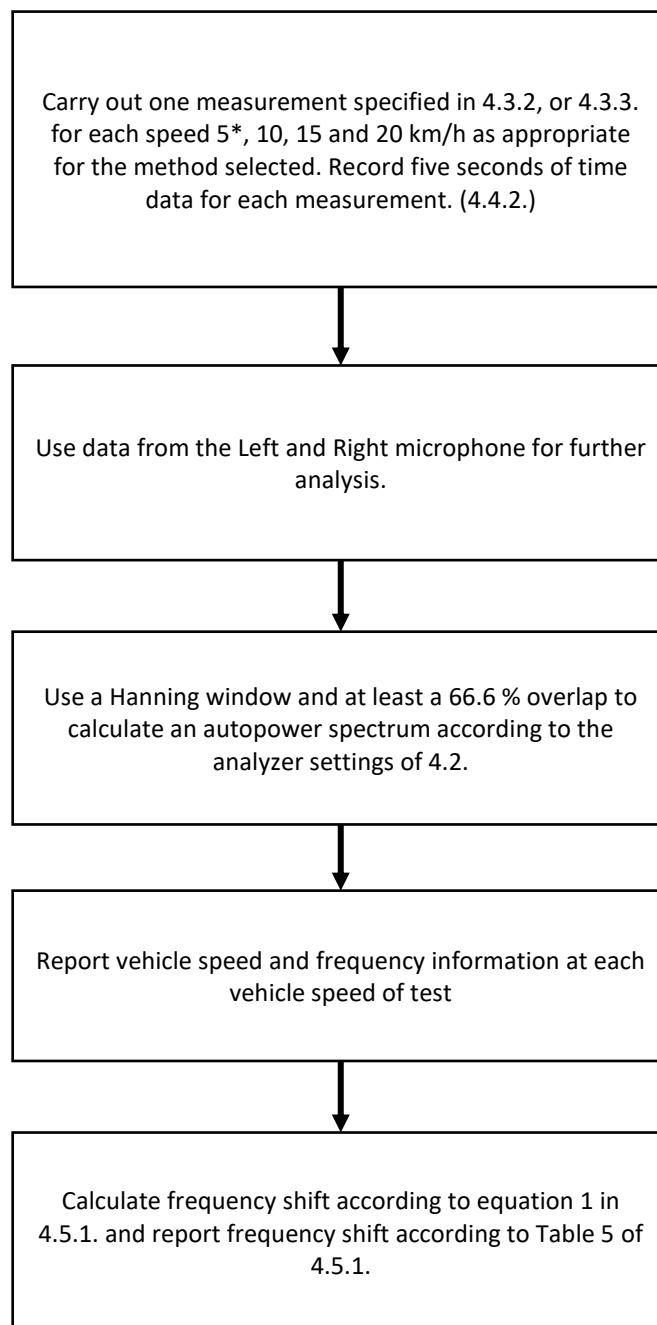 Carry out one measurement specified in 4.3.2, or 4.3.3.
for each speed 5*, 10, 15 and 20 km/h as appropriate
for the method selected. Record five seconds of time
data for each measurement. (4.4.2.)
Use data from the Left and Right microphone for further
analysis.
Use a Hanning window and at least a 66.6 % overlap to
calculate an autopower spectrum according to the
analyzer settings of 4.2.
Report vehicle speed and frequency information at each
vehicle speed of test
Calculate frequency shift according to equation 1 in
4.5.1. and report frequency shift according to Table 5 of
4.5.1.